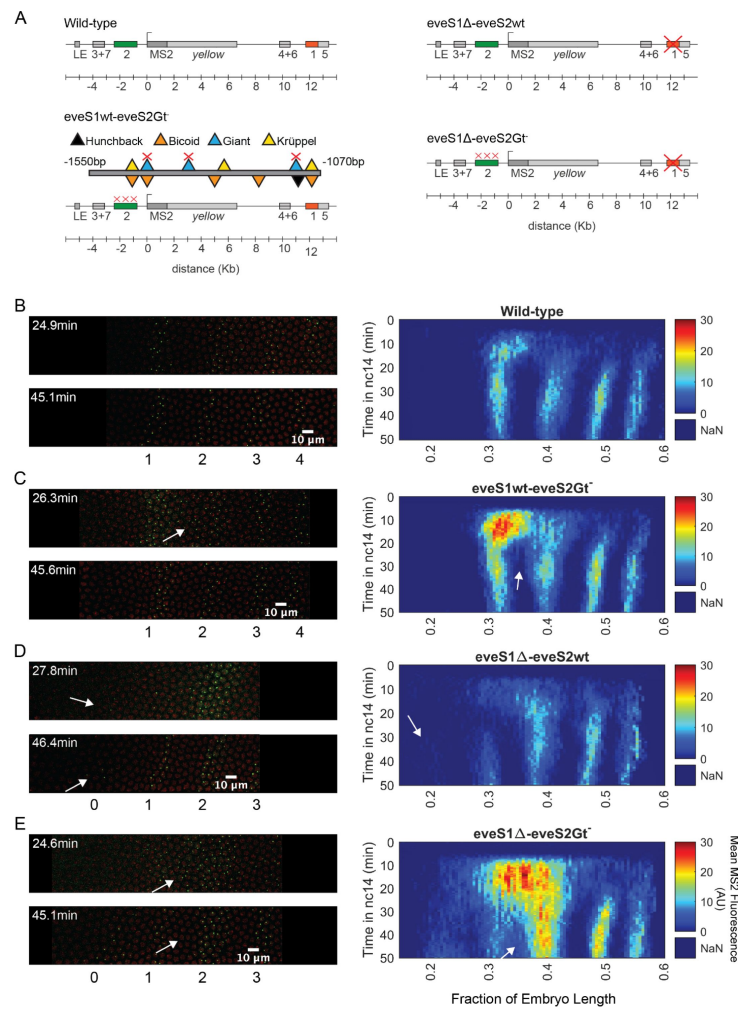 A
Wild-type
LE 3+7 2 MS2 yellow 4+6 1 5
-4 -2 0 2 4 6 8 10 12
eveS1wt-eveS2Gt-
Hunchback Bicoid Giant Krüppel
-1550bp -1070bp
LE 3+7 2 MS2 yellow 4+6 1 5
-4 -2 0 2 4 6 8 10 12
distance (Kb)
eveS1Δ-eveS2wt
LE 3+7 2 MS2 yellow 4+6 1 5
-4 -2 0 2 4 6 8 10 12
eveS1Δ-eveS2Gt-
LE 3+7 2 MS2 yellow 4+6 1 5
-4 -2 0 2 4 6 8 10 12
distance (Kb)
B
24.9min
45.1min
10 μm
1 2 3 4
Wild-type
Time in nc14 (min)
0
10
20
30
40
50
0.2 0.3 0.4 0.5 0.6
30
20
10
0
NaN
C
26.3min
45.6min
10 μm
1 2 3 4
eveS1wt-eveS2Gt-
Time in nc14 (min)
0
10
20
30
40
50
0.2 0.3 0.4 0.5 0.6
30
20
10
0
NaN
D
27.8min
46.4min
10 μm
0 1 2 3
eveS1Δ-eveS2wt
Time in nc14 (min)
0
10
20
30
40
50
0.2 0.3 0.4 0.5 0.6
30
20
10
0
NaN
E
24.6min
45.1min
10 μm
0 1 2 3
eveS1Δ-eveS2Gt-
Time in nc14 (min)
0
10
20
30
40
50
0.2 0.3 0.4 0.5 0.6
Fraction of Embryo Length
30
20
10
0
NaN
Mean MS2 Fluorescence
(AU)